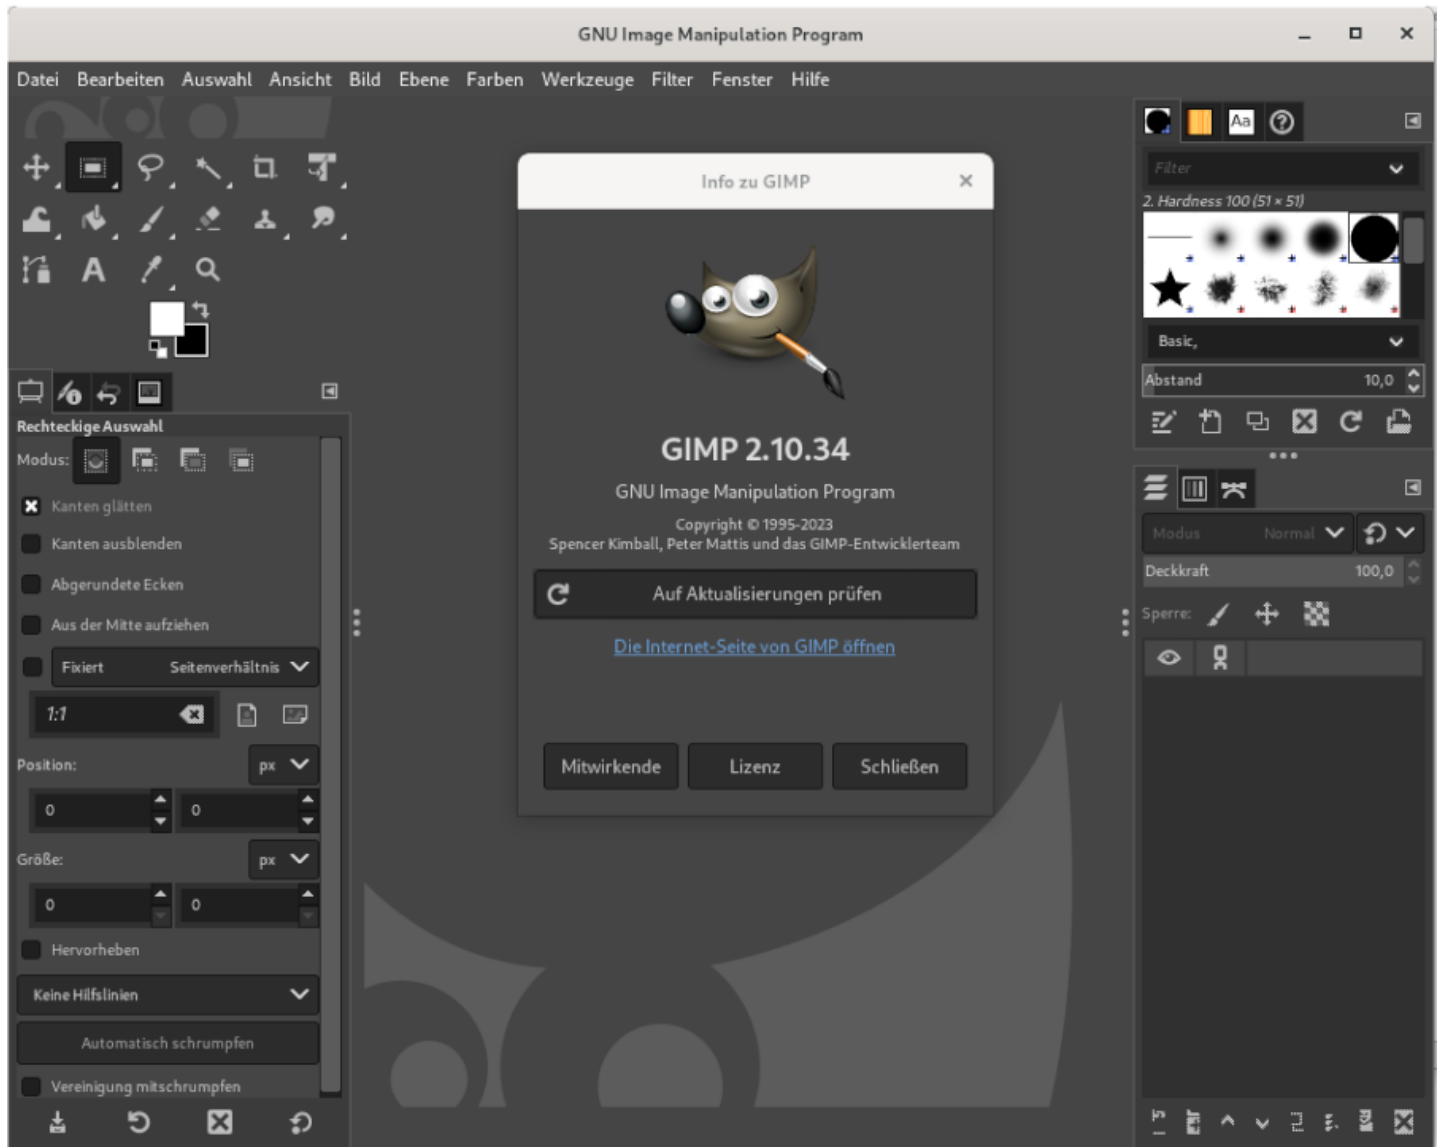 GNU Image Manipulation Program
Datei Bearbeiten Auswahl Ansicht Bild Ebene Farben Werkzeuge Filter Fenster Hilfe
Rechteckige Auswahl
Modus:
Kanten glätten
Kanten ausblenden
Abgerundete Ecken
Aus der Mitte aufziehen
Fixiert Seitenverhältnis
1:1
Position: px
0 0
Größe: px
0 0
Hervorheben
Keine Hilfslinien
Automatisch schrumpfen
Vereinigung mitschrumpfen
Info zu GIMP
GIMP 2.10.34
GNU Image Manipulation Program
Copyright © 1995-2023
Spencer Kimball, Peter Mattis und das GIMP-Entwicklerteam
Auf Aktualisierungen prüfen
Die Internet-Seite von GIMP öffnen
Mitwirkende Lizenz Schließen
Aa
Filter
2. Hardness 100 (51 × 51)
Basic,
Abstand 10,0
Modus Normal
Deckkraft 100,0
Sperre: